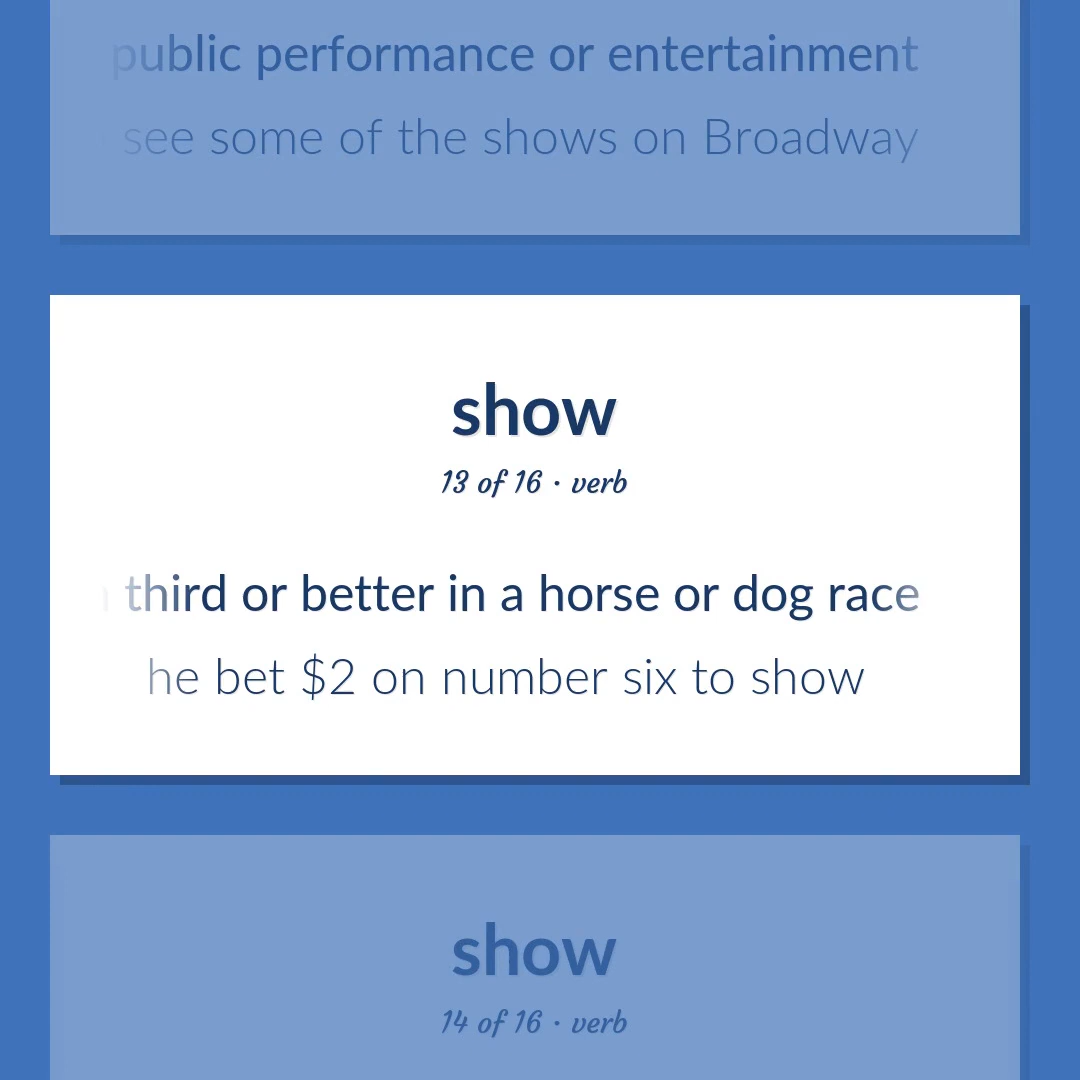 public performance or entertainment
see some of the shows on Broadway
show
13 of 16 · verb
third or better in a horse or dog race
he bet $2 on number six to show
show
14 of 16 · verb